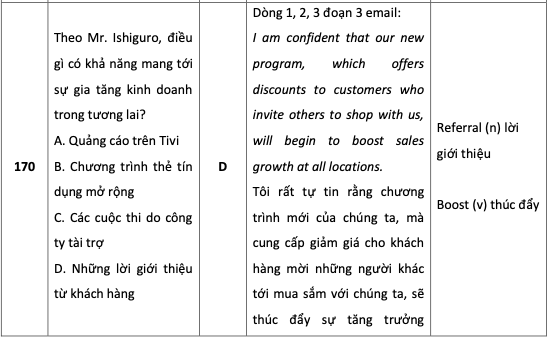 170
Theo Mr. Ishiguro, điều
gì có khả năng mang tới
sự gia tăng kinh doanh
trong tương lai?
A. Quảng cáo trên Tivi
B. Chương trình thẻ tín
dụng mở rộng
C. Các cuộc thi do công
ty tài trợ
D. Những lời giới thiệu
từ khách hàng
D
Dòng 1, 2, 3 đoạn 3 email:
I am confident that our new
program, which offers
discounts to customers who
invite others to shop with us,
will begin to boost sales
growth at all locations.
Tôi rất tự tin rằng chương
trình mới của chúng ta, mà
cung cấp giảm giá cho khách
hàng mời những người khác
tới mua sắm với chúng ta, sẽ
thúc đẩy sự tăng trưởng
Referral (n) lời
giới thiệu
Boost (v) thúc đẩy